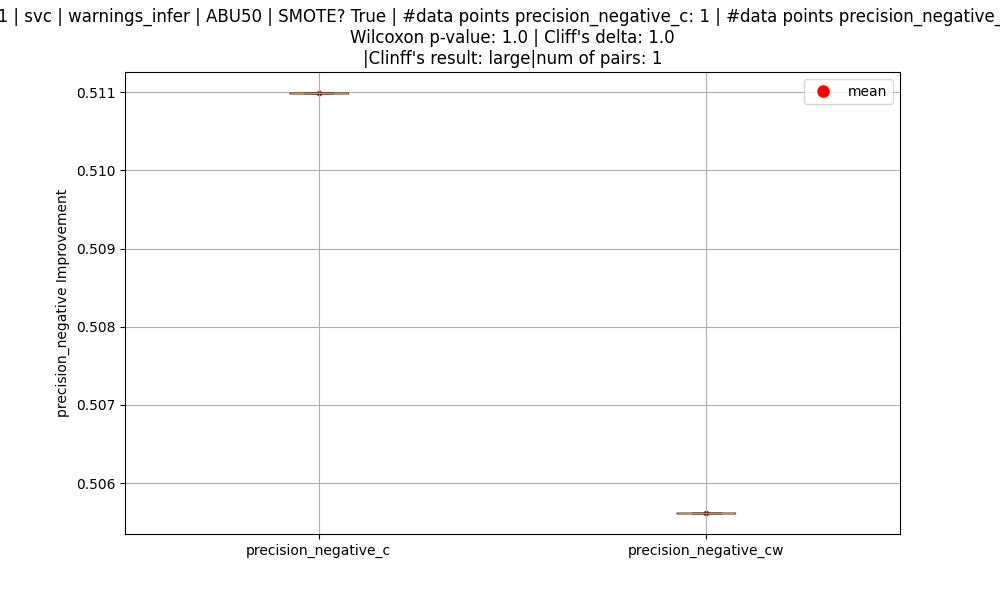 1 | svc | warnings_infer | ABU50 | SMOTE? True | #data points precision_negative_c: 1 | #data points precision_negative_
Wilcoxon p-value: 1.0 | Cliff's delta: 1.0
|Clinff's result: large|num of pairs: 1
mean
0.511
0.510
0.509
0.508
0.507
0.506
precision_negative Improvement
precision_negative_c
precision_negative_cw